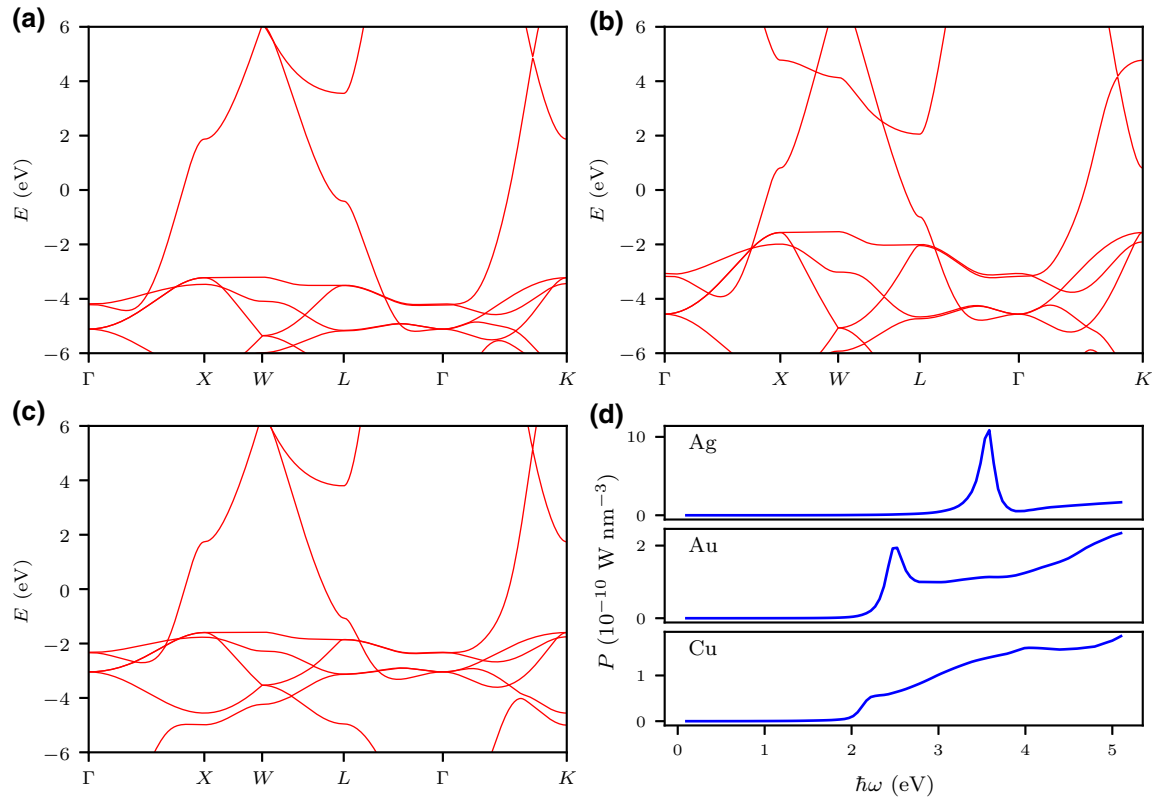 (a)
6
4
2
0
−2
−4
−6
E (eV)
Γ X W L Γ K
(b)
6
4
2
0
−2
−4
−6
E (eV)
Γ X W L Γ K
(c)
6
4
2
0
−2
−4
−6
E (eV)
Γ X W L Γ K
(d)
Ag
10
0
Au
2
0
Cu
1
0
P (10⁻¹⁰ W nm⁻³)
0 1 2 3 4 5
ħω (eV)